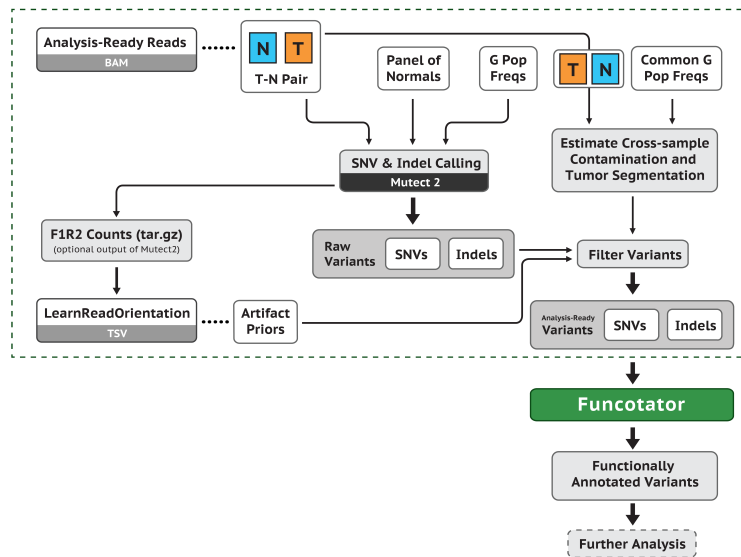 Analysis-Ready Reads
BAM
N
T
T-N Pair
Panel of
Normals
G Pop
Freqs
T
N
Common G
Pop Freqs
SNV & Indel Calling
Mutect 2
Estimate Cross-sample
Contamination and
Tumor Segmentation
F1R2 Counts (tar.gz)
(optional output of Mutect2)
Raw
Variants
SNVs
Indels
Filter Variants
LearnReadOrientation
TSV
Artifact
Priors
Analysis-Ready
Variants
SNVs
Indels
Funcotator
Functionally
Annotated Variants
Further Analysis